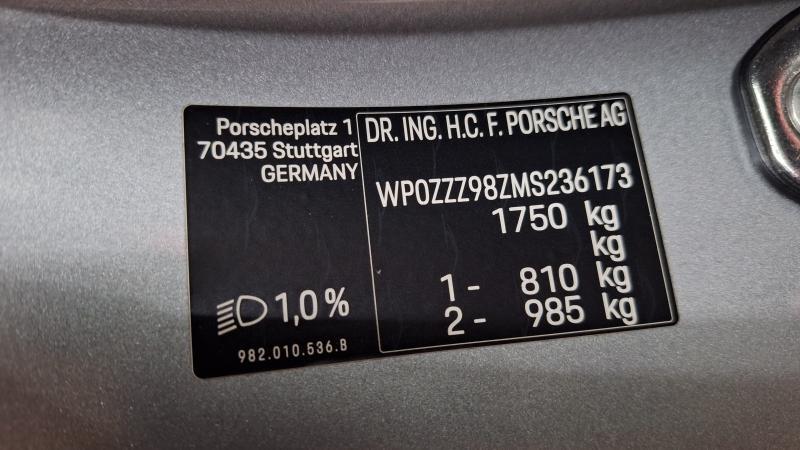 Porscheplatz 1
70435 Stuttgart
GERMANY
DR. ING. H.C. F. PORSCHE AG
WP0ZZZ98ZMS236173
1750 kg
kg
1- 810 kg
2- 985 kg
1,0%
982.010.536.B